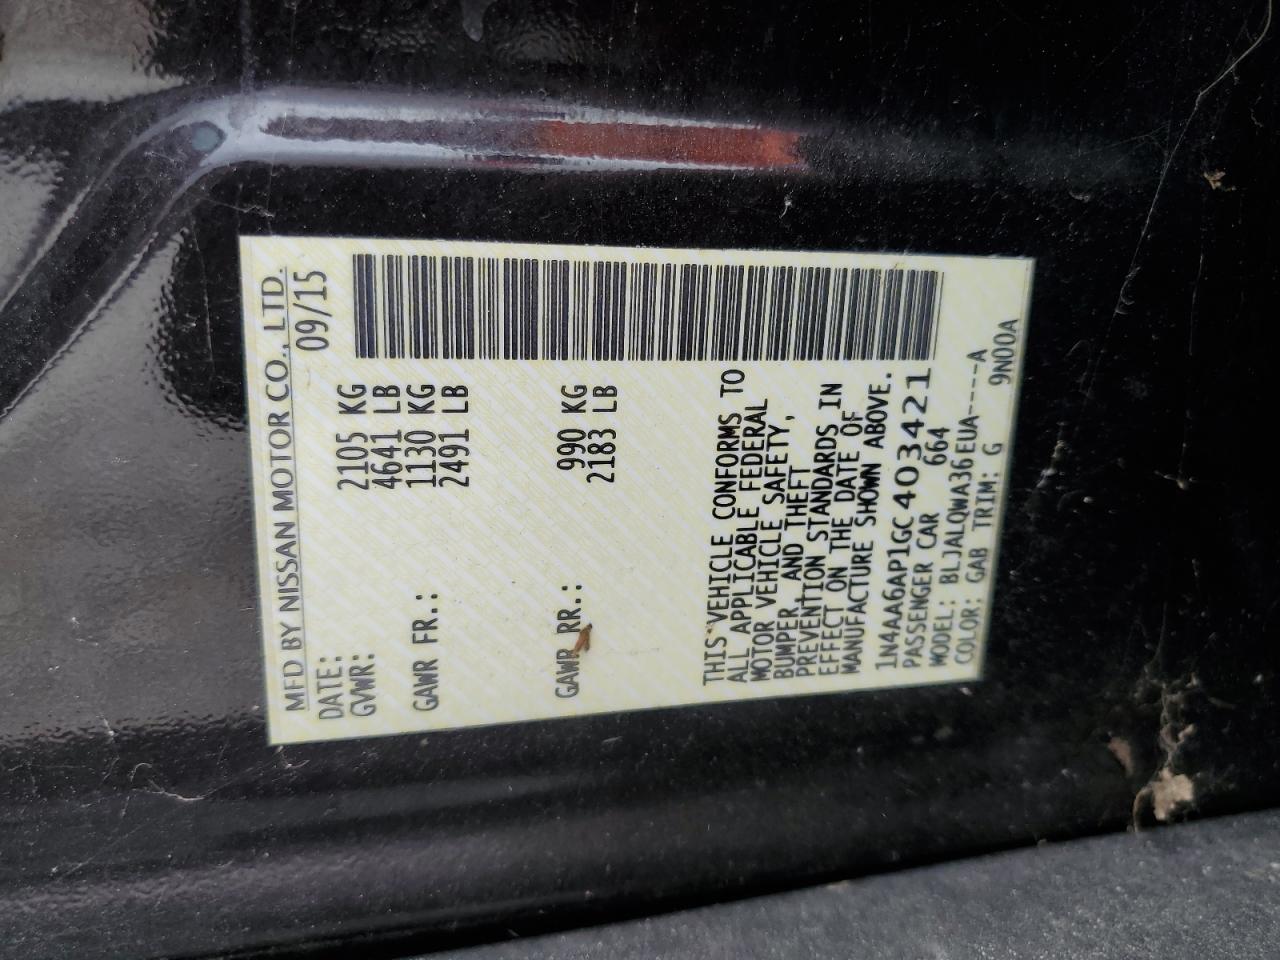 MFD BY NISSAN MOTOR CO., LTD.
DATE: 09/15
GVWR: 2105 KG
4641 LB
GAWR FR.: 1130 KG
2491 LB
GAWR RR.: 990 KG
2183 LB
THIS VEHICLE CONFORMS TO
ALL APPLICABLE FEDERAL
MOTOR VEHICLE SAFETY,
BUMPER, AND THEFT
PREVENTION STANDARDS IN
EFFECT ON THE DATE OF
MANUFACTURE SHOWN ABOVE.
1N4AA6AP1GC403421
PASSENGER CAR 664
MODEL: BLJALQWA36EUA-----A
COLOR: GAB TRIM: G 9N00A